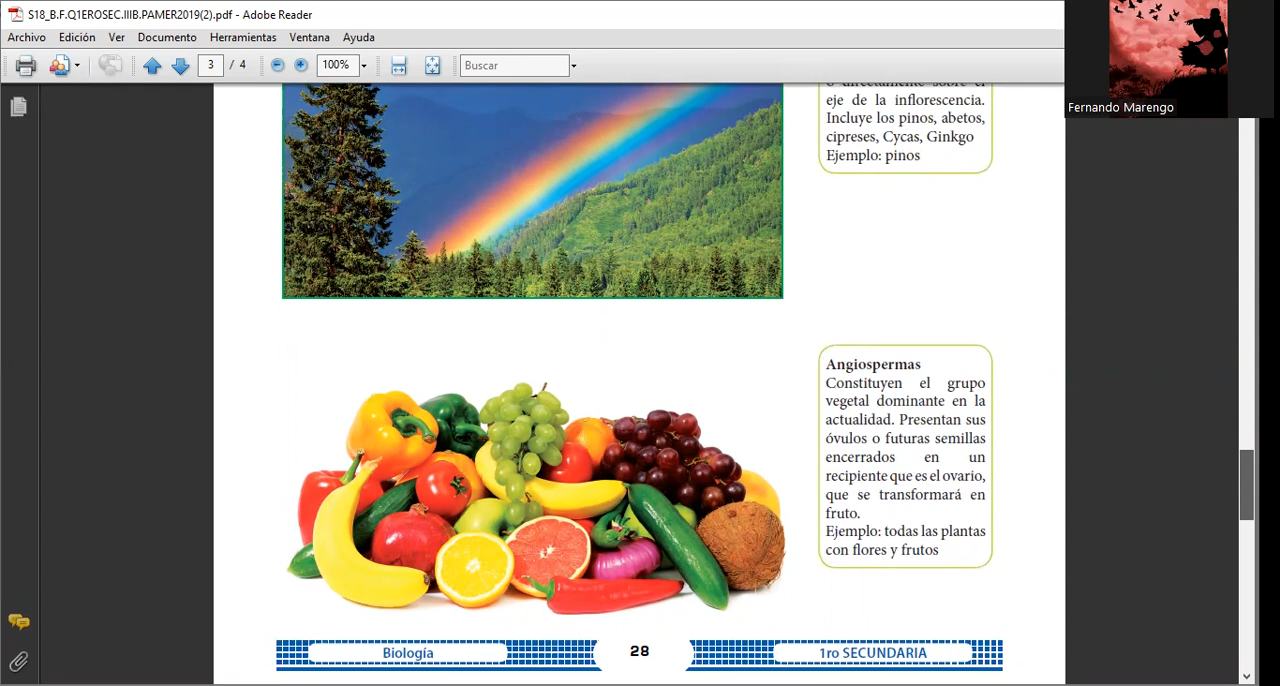 S18_B.F.Q1EROSEC.IIIB.PAMER2019(2).pdf - Adobe Reader
Archivo Edición Ver Documento Herramientas Ventana Ayuda
3 / 4 100% Buscar
Fernando Marengo
o directamente sobre el
eje de la inflorescencia.
Incluye los pinos, abetos,
cipreses, Cycas, Ginkgo
Ejemplo: pinos
Angiospermas
Constituyen el grupo
vegetal dominante en la
actualidad. Presentan sus
óvulos o futuras semillas
encerrados en un
recipiente que es el ovario,
que se transformará en
fruto.
Ejemplo: todas las plantas
con flores y frutos
Biología 28 1ro SECUNDARIA